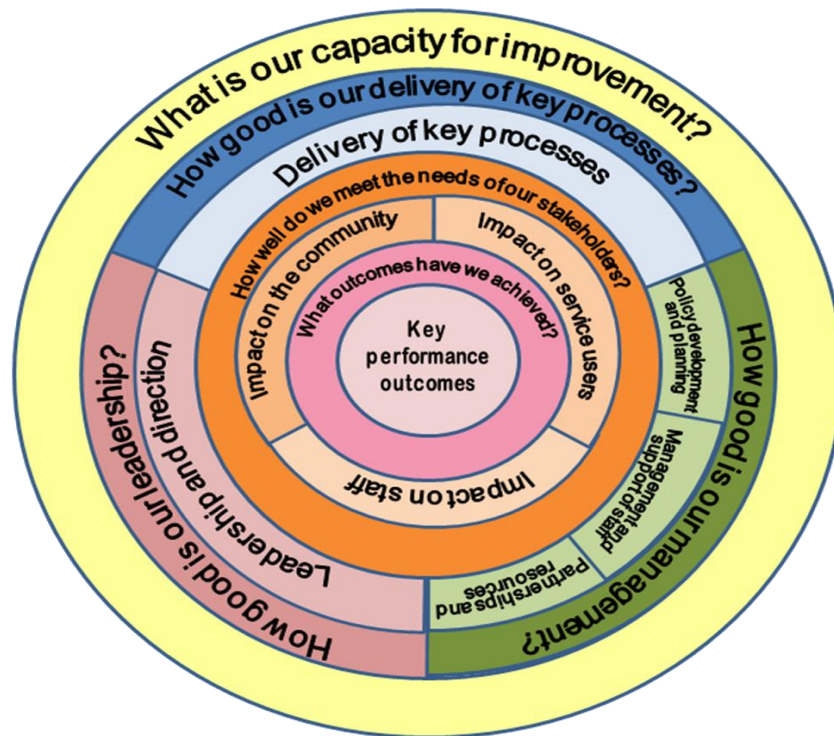 What is our capacity for improvement?
How good is our delivery of key processes?
Delivery of key processes
How well do we meet the needs of our stakeholders?
Impact on the community
Impact on service users
What outcomes have we achieved?
Key
performance
outcomes
Impact on staff
Policy development
and planning
Management and
support of staff
Partnerships and
resources
How good is our management?
Leadership and direction
How good is our leadership?